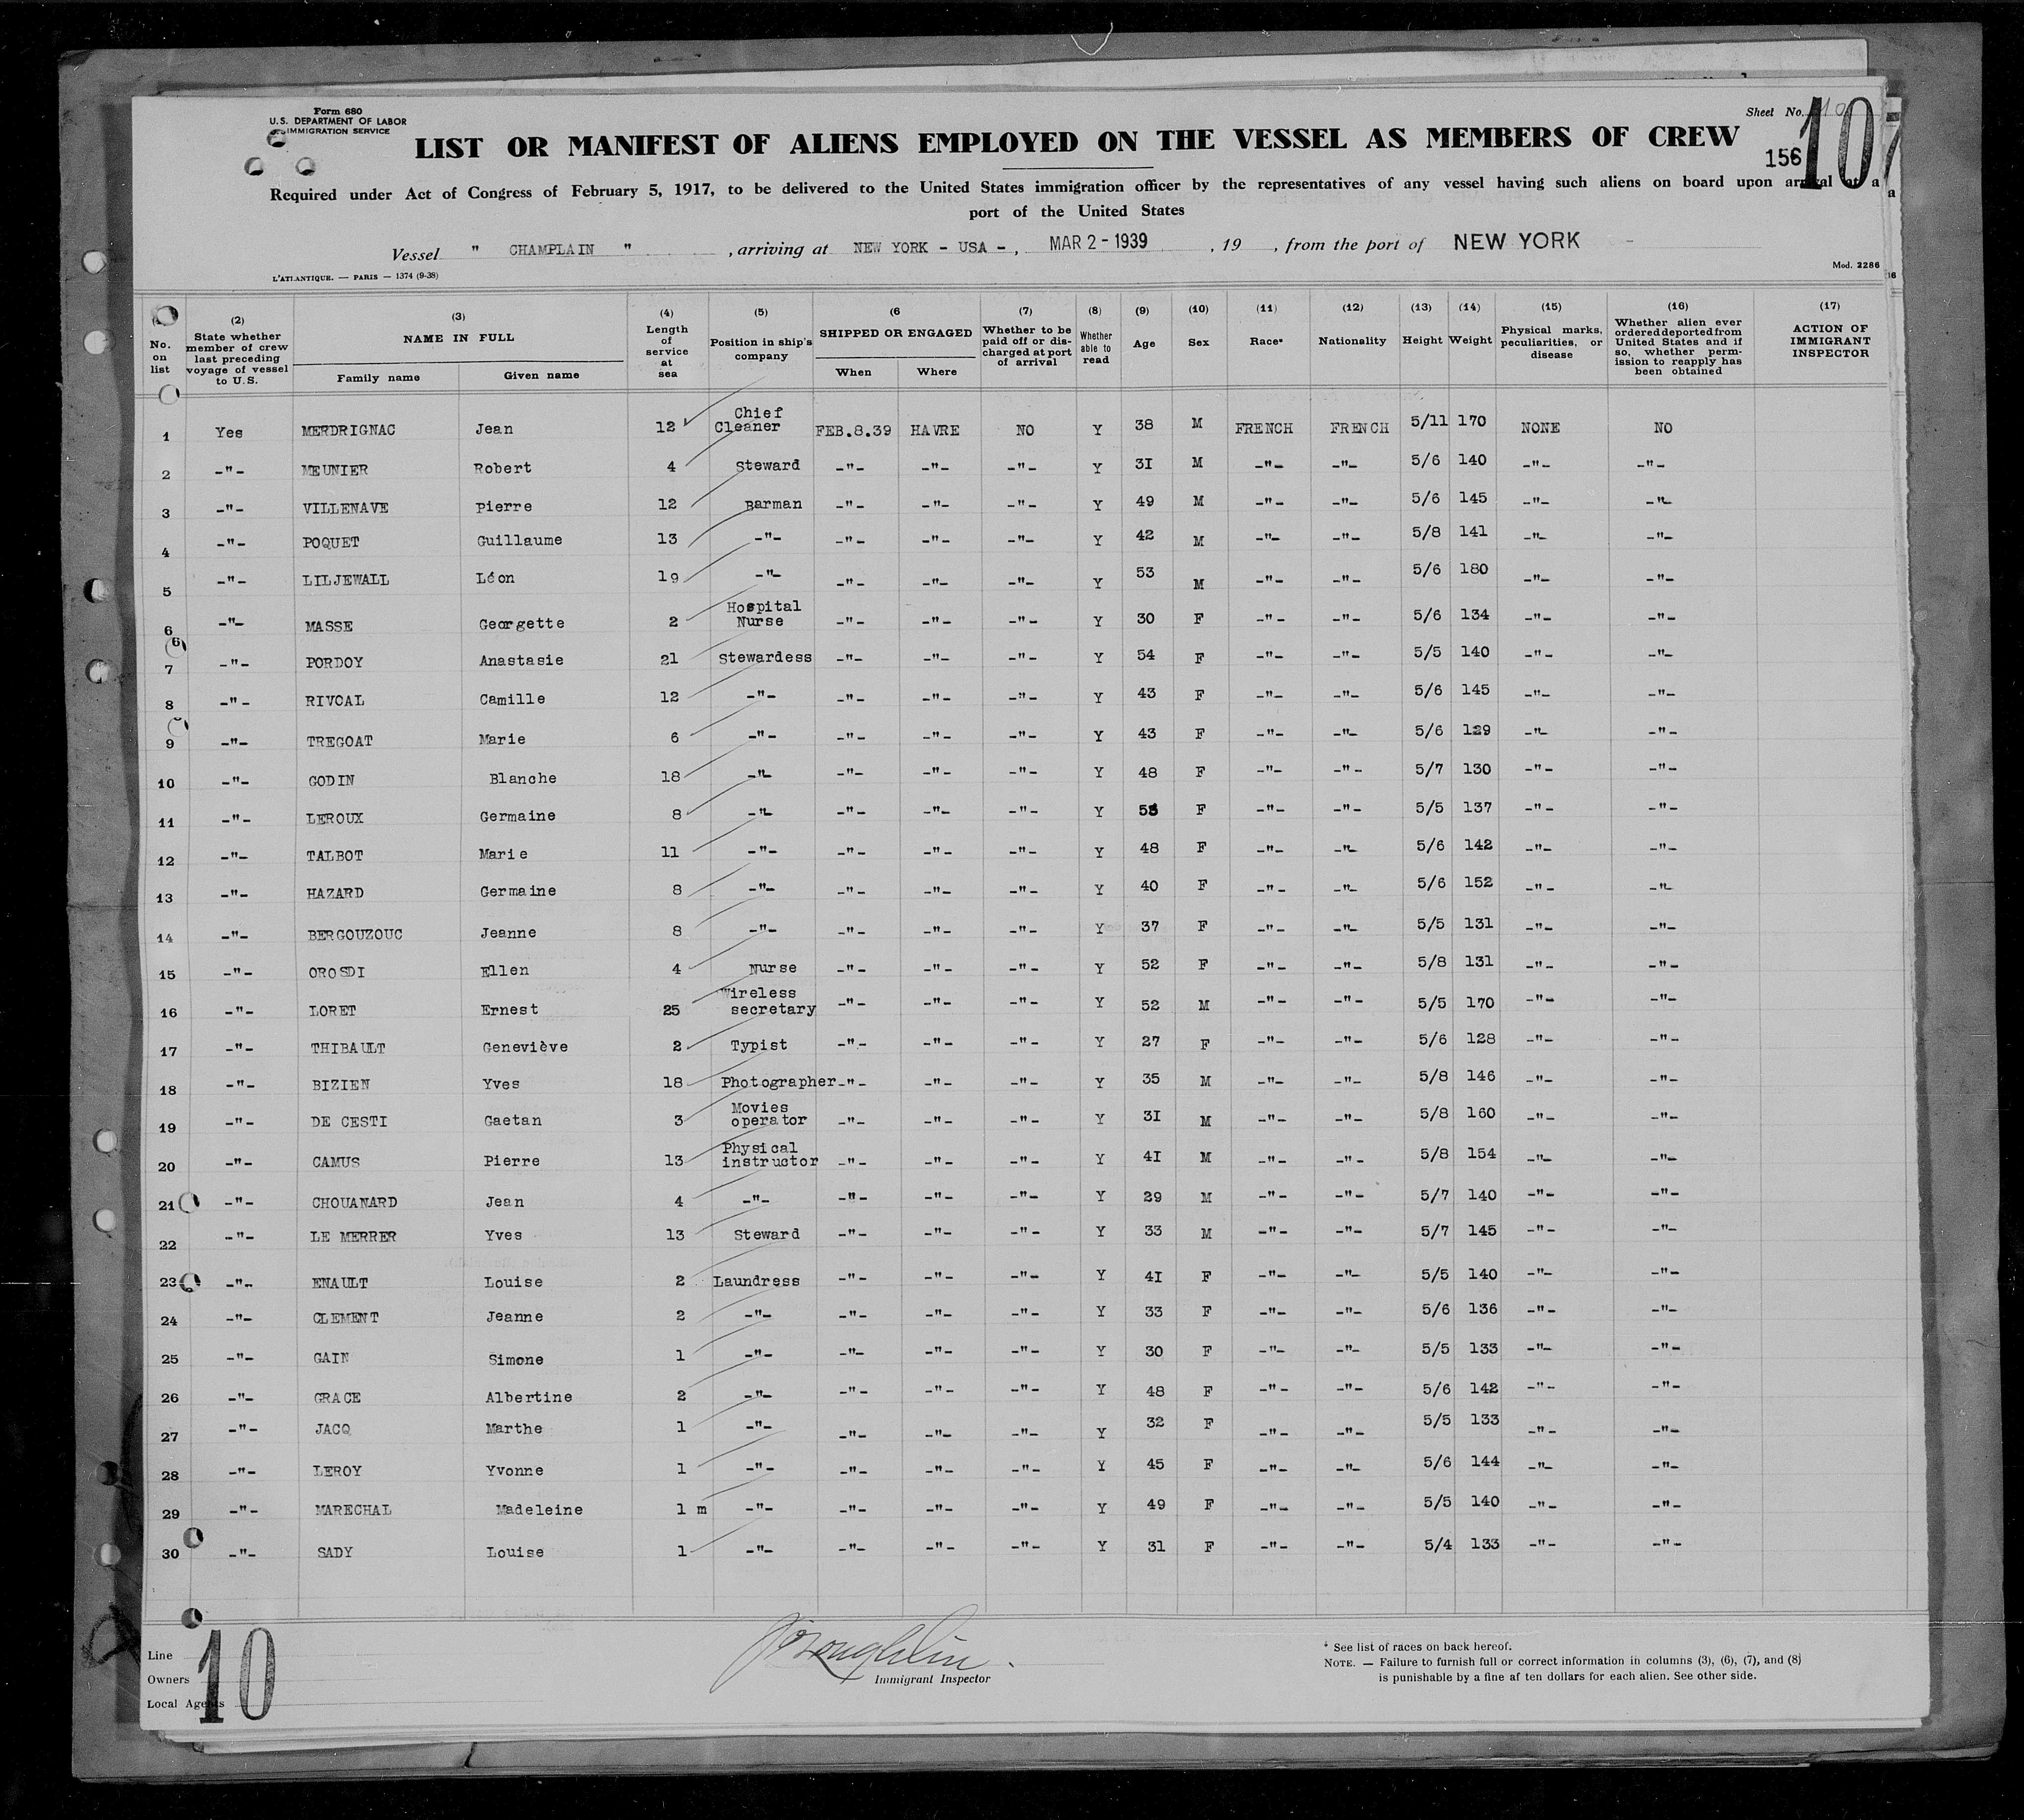 Form 680
U.S. DEPARTMENT OF LABOR
IMMIGRATION SERVICE
Sheet No. 10
107
156
LIST OR MANIFEST OF ALIENS EMPLOYED ON THE VESSEL AS MEMBERS OF CREW
Required under Act of Congress of February 5, 1917, to be delivered to the United States immigration officer by the representatives of any vessel having such aliens on board upon arrival at a
port of the United States
Vessel " CHAMPLAIN " , arriving at NEW YORK - USA - , MAR 2 - 1939 , 19 , from the port of NEW YORK
L'ATLANTIQUE. — PARIS — 1374 (9-38)
Mod. 2286
No. on list
(2) State whether member of crew last preceding voyage of vessel to U.S.
(3) NAME IN FULL
Family name
Given name
(4) Length of service at sea
(5) Position in ship's company
(6 SHIPPED OR ENGAGED
When
Where
(7) Whether to be paid off or discharged at port of arrival
(8) Whether able to read
(9) Age
(10) Sex
(11) Race*
(12) Nationality
(13) Height
(14) Weight
(15) Physical marks, peculiarities, or disease
(16) Whether alien ever ordered deported from United States and if so, whether permission to reapply has been obtained
(17) ACTION OF IMMIGRANT INSPECTOR
1 Yes MERDRIGNAC Jean 12 Chief Cleaner FEB.8.39 HAVRE NO Y 38 M FRENCH FRENCH 5/11 170 NONE NO
2 -"- MEUNIER Robert 4 Steward -"- -"- -"- Y 31 M -"- -"- 5/6 140 -"- -"-
3 -"- VILLENAVE Pierre 12 Barman -"- -"- -"- Y 49 M -"- -"- 5/6 145 -"- -"-
4 -"- POQUET Guillaume 13 -"- -"- -"- -"- Y 42 M -"- -"- 5/8 141 -"- -"-
5 -"- LILJEWALL Léon 19 -"- -"- -"- -"- Y 53 M -"- -"- 5/6 180 -"- -"-
6 -"- MASSE Georgette 2 Hospital Nurse -"- -"- -"- Y 30 F -"- -"- 5/6 134 -"- -"-
7 -"- PORDOY Anastasie 21 Stewardess -"- -"- -"- Y 54 F -"- -"- 5/5 140 -"- -"-
8 -"- RIVOAL Camille 12 -"- -"- -"- -"- Y 43 F -"- -"- 5/6 145 -"- -"-
9 -"- TREGOAT Marie 6 -"- -"- -"- -"- Y 43 F -"- -"- 5/6 129 -"- -"-
10 -"- GODIN Blanche 18 -"- -"- -"- -"- Y 48 F -"- -"- 5/7 130 -"- -"-
11 -"- LEROUX Germaine 8 -"- -"- -"- -"- Y F -"- -"- 5/5 137 -"- -"-
12 -"- TALBOT Marie 11 -"- -"- -"- -"- Y 48 F -"- -"- 5/6 142 -"- -"-
13 -"- HAZARD Germaine 8 -"- -"- -"- -"- Y 40 F -"- -"- 5/6 152 -"- -"-
14 -"- BERGOUZOUC Jeanne 8 -"- -"- -"- -"- Y 37 F -"- -"- 5/5 131 -"- -"-
15 -"- OROSDI Ellen 4 Nurse -"- -"- -"- Y 52 F -"- -"- 5/8 131 -"- -"-
16 -"- LORET Ernest 25 Wireless secretary -"- -"- -"- Y 52 M -"- -"- 5/5 170 -"- -"-
17 -"- THIBAULT Geneviève 2 Typist -"- -"- -"- Y 27 F -"- -"- 5/6 128 -"- -"-
18 -"- BIZIEN Yves 18 Photographer -"- -"- -"- Y 35 M -"- -"- 5/8 146 -"- -"-
19 -"- DE CESTI Gaetan 3 Movies operator -"- -"- -"- Y 31 M -"- -"- 5/8 160 -"- -"-
20 -"- CAMUS Pierre 13 Physical instructor -"- -"- -"- Y 41 M -"- -"- 5/8 154 -"- -"-
21 -"- CHOUANARD Jean 4 -"- -"- -"- -"- Y 29 M -"- -"- 5/7 140 -"- -"-
22 -"- LE MERRER Yves 13 Steward -"- -"- -"- Y 33 M -"- -"- 5/7 145 -"- -"-
23 -"- ENAULT Louise 2 Laundress -"- -"- -"- Y 41 F -"- -"- 5/5 140 -"- -"-
24 -"- CLEMENT Jeanne 2 -"- -"- -"- -"- Y 33 F -"- -"- 5/6 136 -"- -"-
25 -"- GAIN Simone 1 -"- -"- -"- -"- Y 30 F -"- -"- 5/5 133 -"- -"-
26 -"- GRACE Albertine 2 -"- -"- -"- -"- Y 48 F -"- -"- 5/6 142 -"- -"-
27 -"- JACQ Marthe 1 -"- -"- -"- -"- Y 32 F -"- -"- 5/5 133 -"- -"-
28 -"- LEROY Yvonne 1 -"- -"- -"- -"- Y 45 F -"- -"- 5/6 144 -"- -"-
29 -"- MARECHAL Madeleine 1 m -"- -"- -"- -"- Y 49 F -"- -"- 5/5 140 -"- -"-
30 -"- SADY Louise 1 -"- -"- -"- -"- Y 31 F -"- -"- 5/4 133 -"- -"-
Line
Owners
Local Agents
10
Immigrant Inspector
* See list of races on back hereof.
NOTE. — Failure to furnish full or correct information in columns (3), (6), (7), and (8)
is punishable by a fine af ten dollars for each alien. See other side.